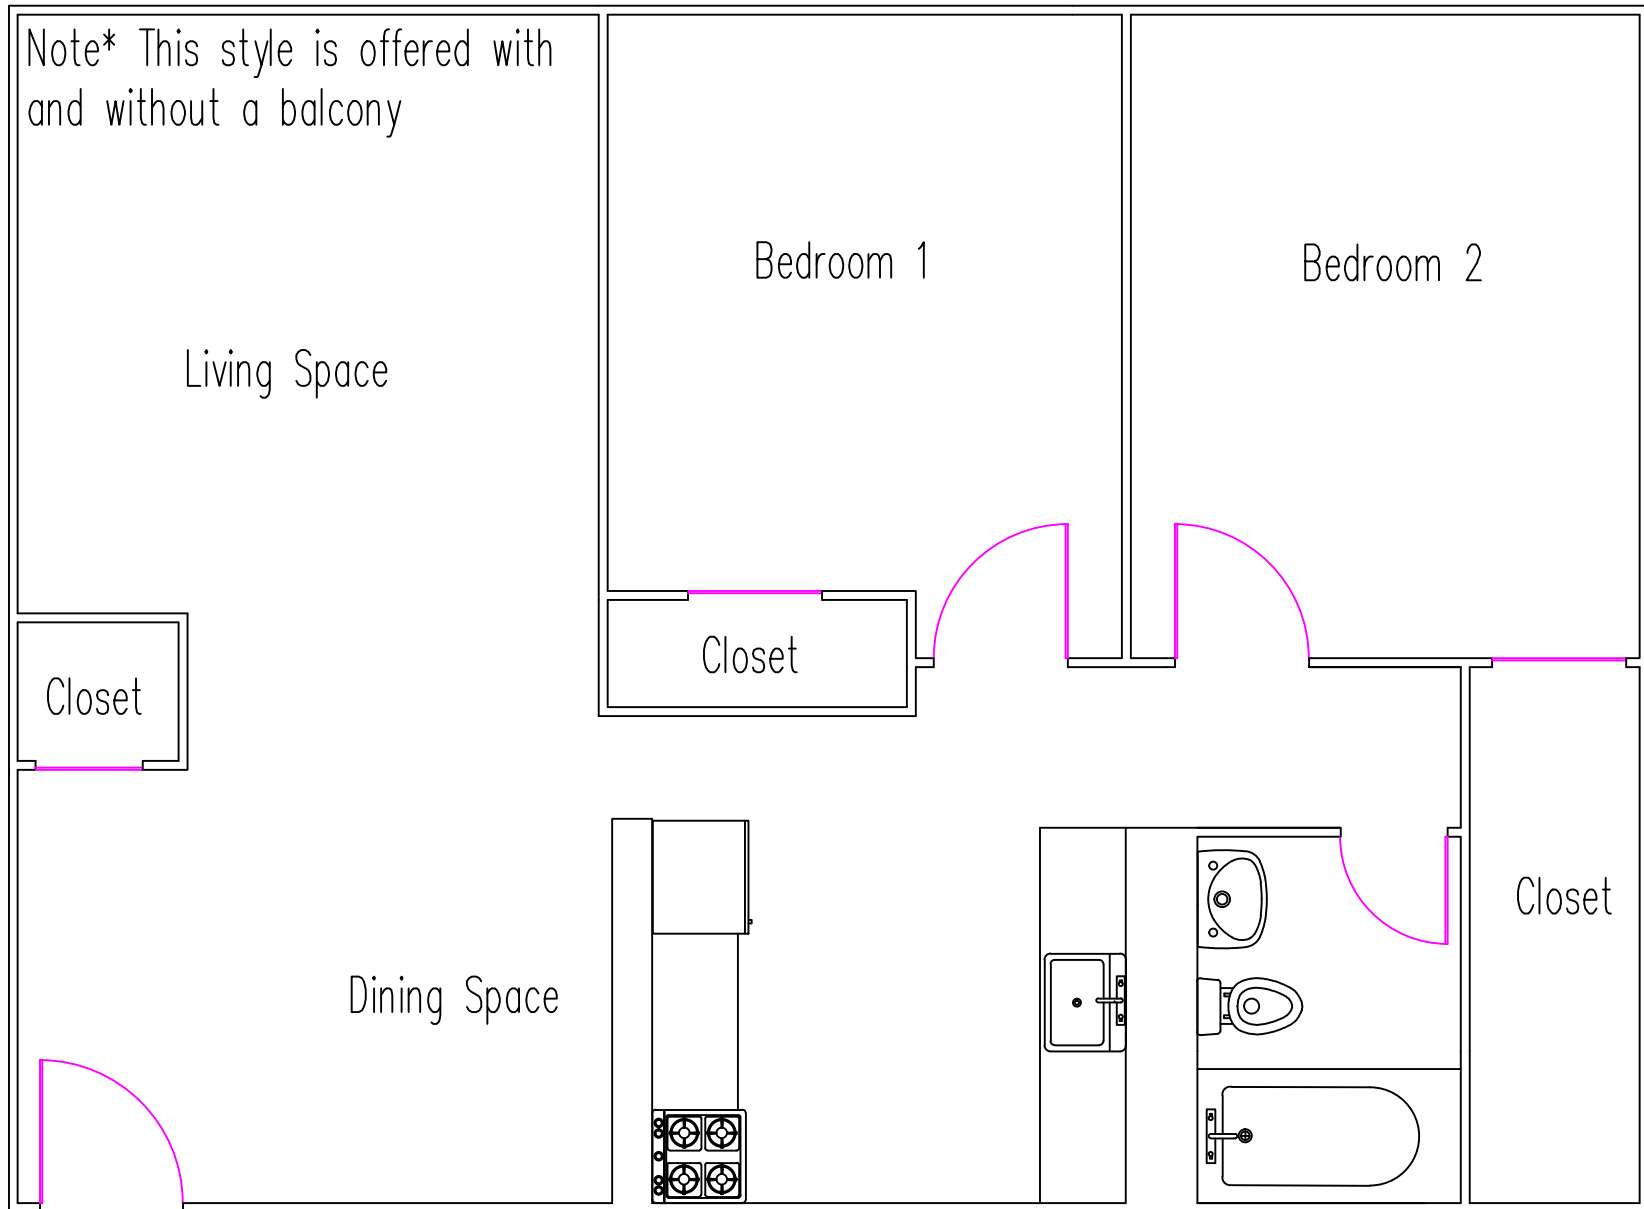 Note* This style is offered with
and without a balcony
Bedroom 1
Bedroom 2
Living Space
Closet
Closet
Closet
Dining Space